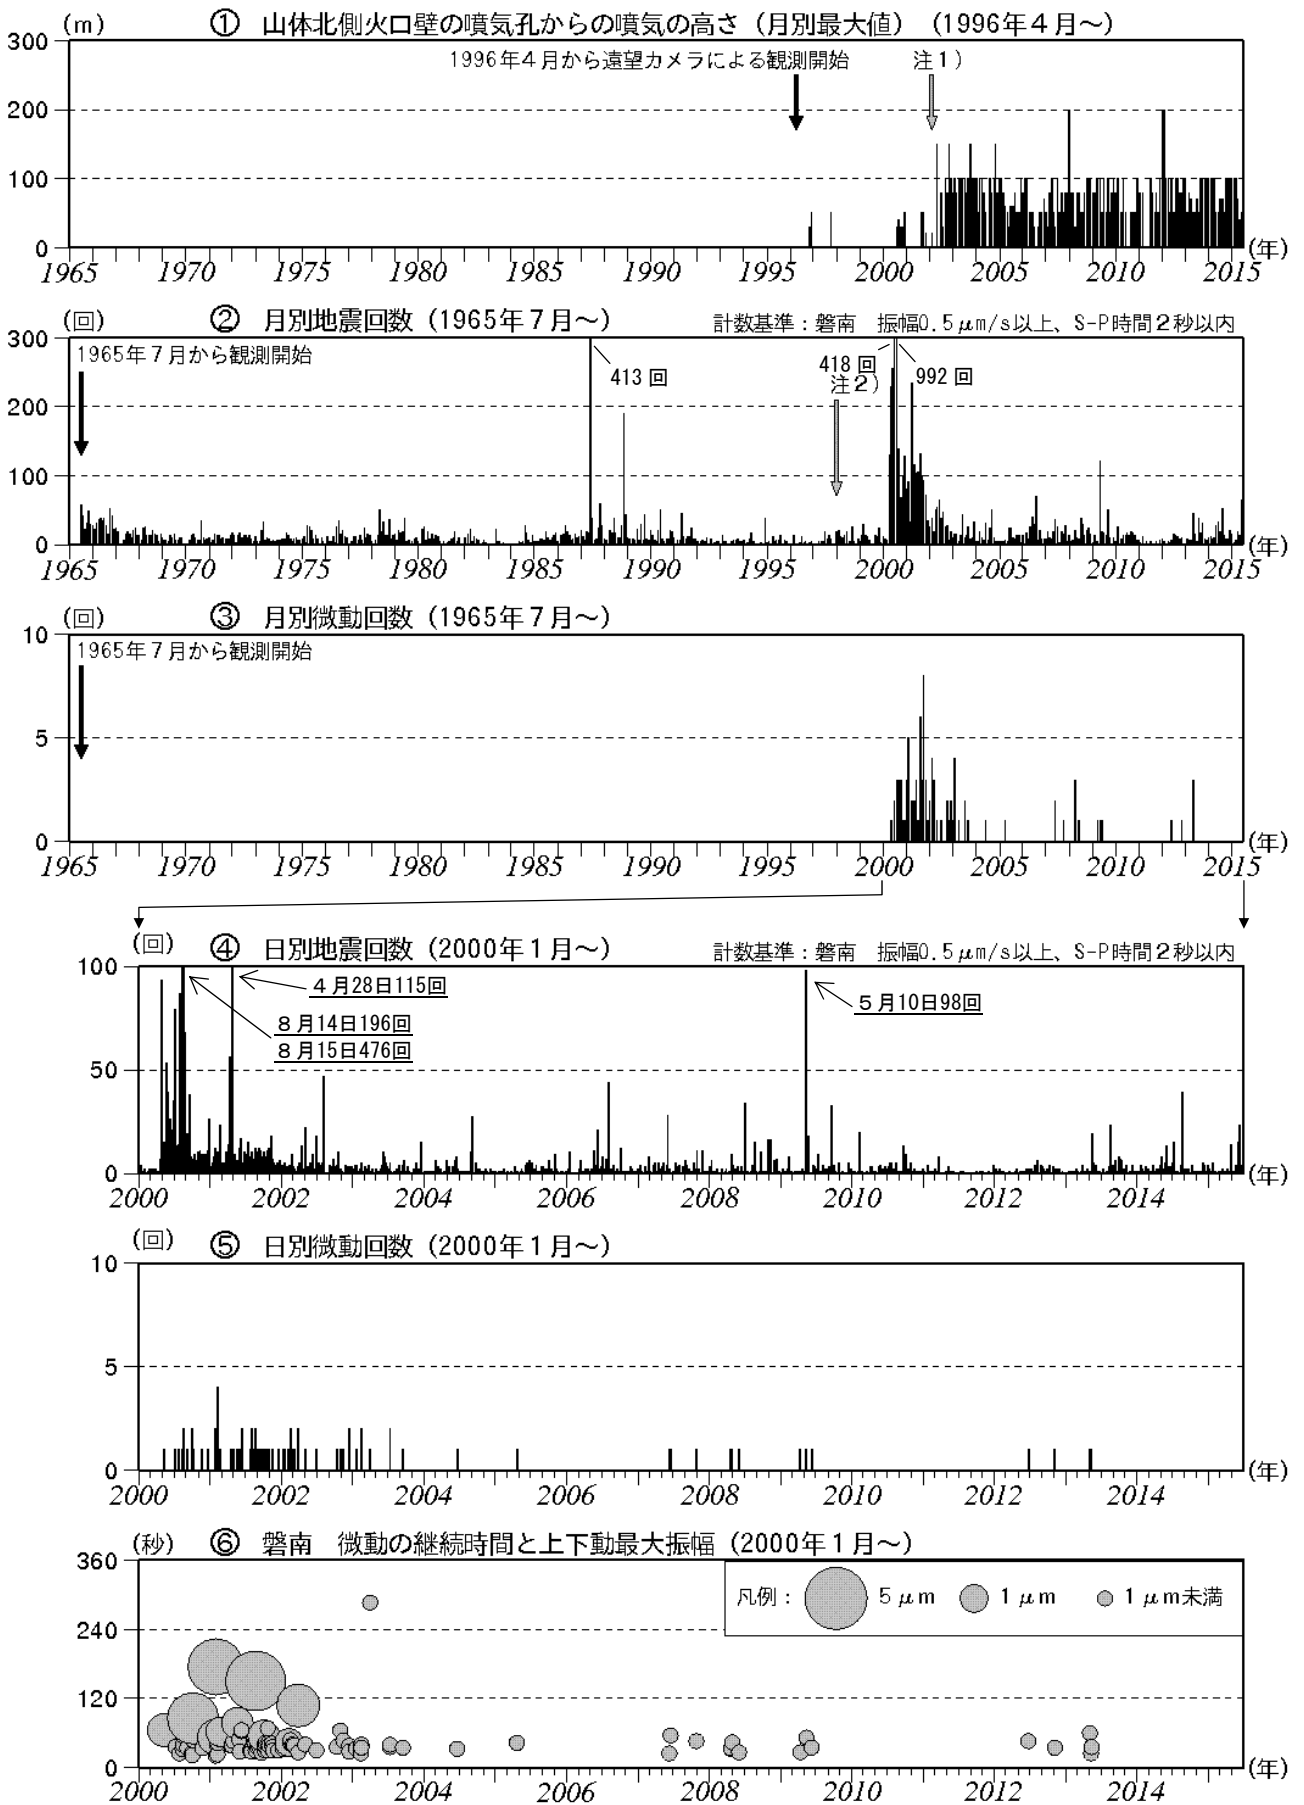 (m) ① 山体北側火口壁の噴気孔からの噴気の高さ（月別最大値）（1996年４月～）
300
1996年４月から遠望カメラによる観測開始 注１）
200
100
0
1965 1970 1975 1980 1985 1990 1995 2000 2005 2010 2015 (年)
(回) ② 月別地震回数（1965年７月～） 計数基準：磐南 振幅0.5μm/s以上、S-P時間２秒以内
300
1965年７月から観測開始
413 回
418 回
992 回
注２）
200
100
0
1965 1970 1975 1980 1985 1990 1995 2000 2005 2010 2015 (年)
(回) ③ 月別微動回数（1965年７月～）
10
1965年７月から観測開始
5
0
1965 1970 1975 1980 1985 1990 1995 2000 2005 2010 2015 (年)
(回) ④ 日別地震回数（2000年１月～） 計数基準：磐南 振幅0.5μm/s以上、S-P時間２秒以内
100
４月28日115回
５月10日98回
８月14日196回
８月15日476回
50
0
2000 2002 2004 2006 2008 2010 2012 2014 (年)
(回) ⑤ 日別微動回数（2000年１月～）
10
5
0
2000 2002 2004 2006 2008 2010 2012 2014 (年)
(秒) ⑥ 磐南 微動の継続時間と上下動最大振幅（2000年１月～）
360
凡例： ５μm １μm １μm未満
240
120
0
2000 2002 2004 2006 2008 2010 2012 2014 (年)